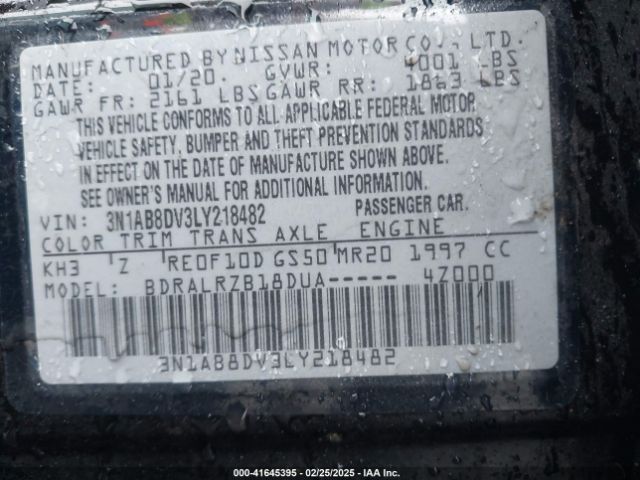 MANUFACTURED BY NISSAN MOTOR CO., LTD.
DATE: 01/20. GVWR: 4001 LBS
GAWR FR: 2161 LBS GAWR RR: 1863 LBS
THIS VEHICLE CONFORMS TO ALL APPLICABLE FEDERAL MOTOR
VEHICLE SAFETY, BUMPER AND THEFT PREVENTION STANDARDS
IN EFFECT ON THE DATE OF MANUFACTURE SHOWN ABOVE.
SEE OWNER'S MANUAL FOR ADDITIONAL INFORMATION.
VIN: 3N1AB8DV3LY218482 PASSENGER CAR.
COLOR TRIM TRANS AXLE ENGINE
KH3 Z RE0F10D GS50 MR20 1997 CC
MODEL: BDRALRZB18DUA----- 4Z000
3N1AB8DV3LY218482
000-41645395 - 02/25/2025 - IAA Inc.